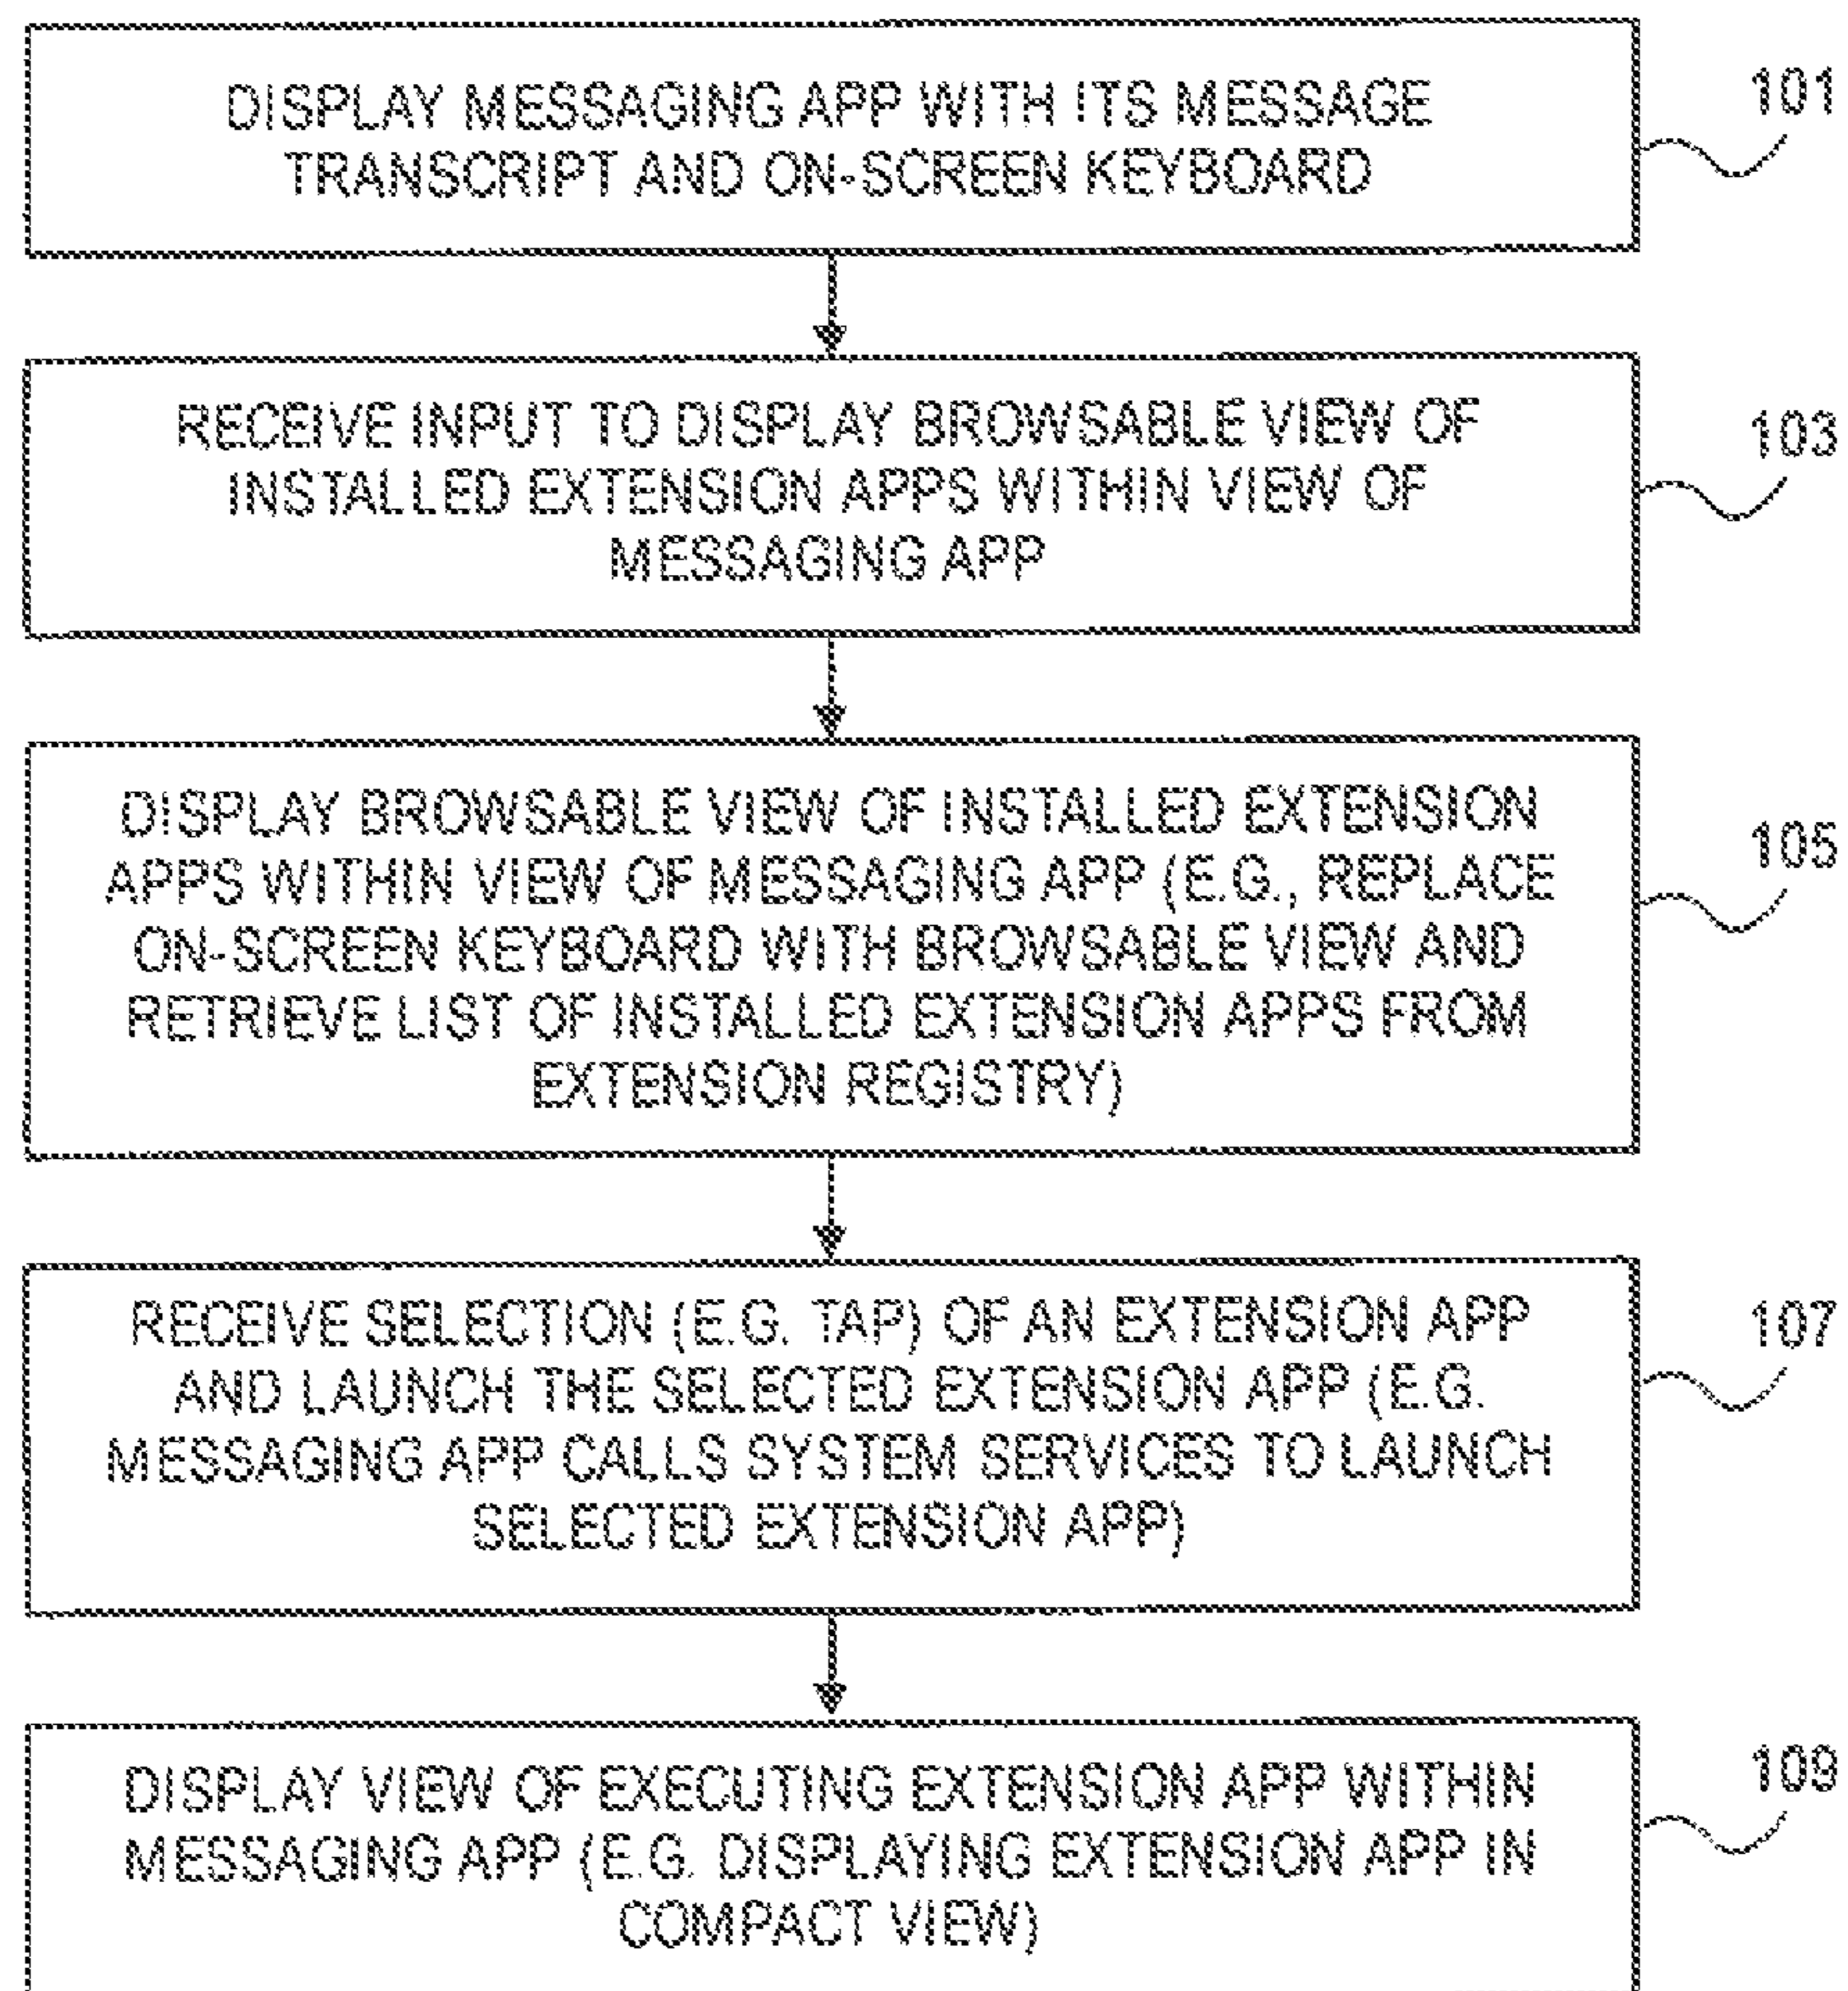 DISPLAY MESSAGING APP WITH ITS MESSAGE
TRANSCRIPT AND ON-SCREEN KEYBOARD
101
RECEIVE INPUT TO DISPLAY BROWSABLE VIEW OF
INSTALLED EXTENSION APPS WITHIN VIEW OF
MESSAGING APP
103
DISPLAY BROWSABLE VIEW OF INSTALLED EXTENSION
APPS WITHIN VIEW OF MESSAGING APP (E.G., REPLACE
ON-SCREEN KEYBOARD WITH BROWSABLE VIEW AND
RETRIEVE LIST OF INSTALLED EXTENSION APPS FROM
EXTENSION REGISTRY)
105
RECEIVE SELECTION (E.G. TAP) OF AN EXTENSION APP
AND LAUNCH THE SELECTED EXTENSION APP (E.G.
MESSAGING APP CALLS SYSTEM SERVICES TO LAUNCH
SELECTED EXTENSION APP)
107
DISPLAY VIEW OF EXECUTING EXTENSION APP WITHIN
MESSAGING APP (E.G. DISPLAYING EXTENSION APP IN
COMPACT VIEW)
109